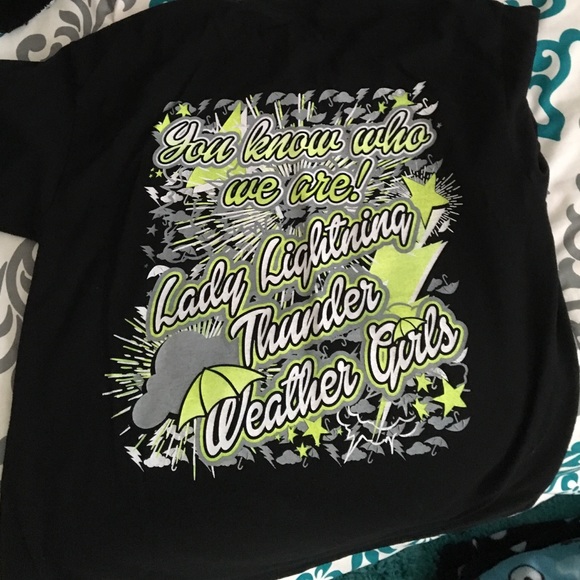 You know who
we are!
Lady Lightning
Thunder
Weather Girls